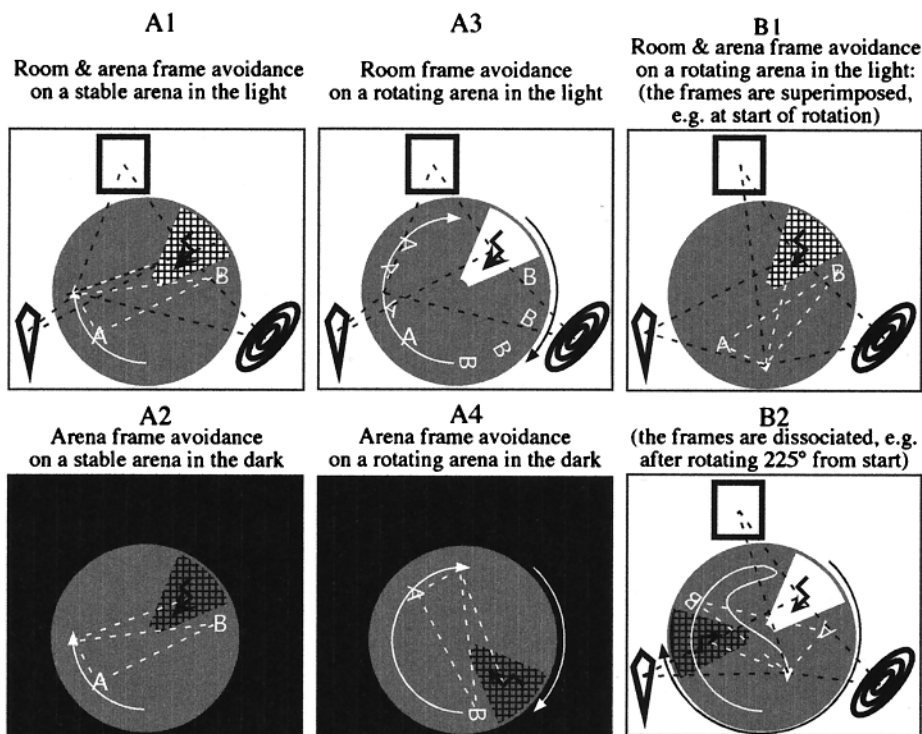 A1
Room & arena frame avoidance
on a stable arena in the light
A3
Room frame avoidance
on a rotating arena in the light
B1
Room & arena frame avoidance
on a rotating arena in the light:
(the frames are superimposed,
e.g. at start of rotation)
B
A
A
A
A
A
B
B
B
B
B
A
A2
Arena frame avoidance
on a stable arena in the dark
A4
Arena frame avoidance
on a rotating arena in the dark
B2
(the frames are dissociated, e.g.
after rotating 225° from start)
B
A
A
B
B
A